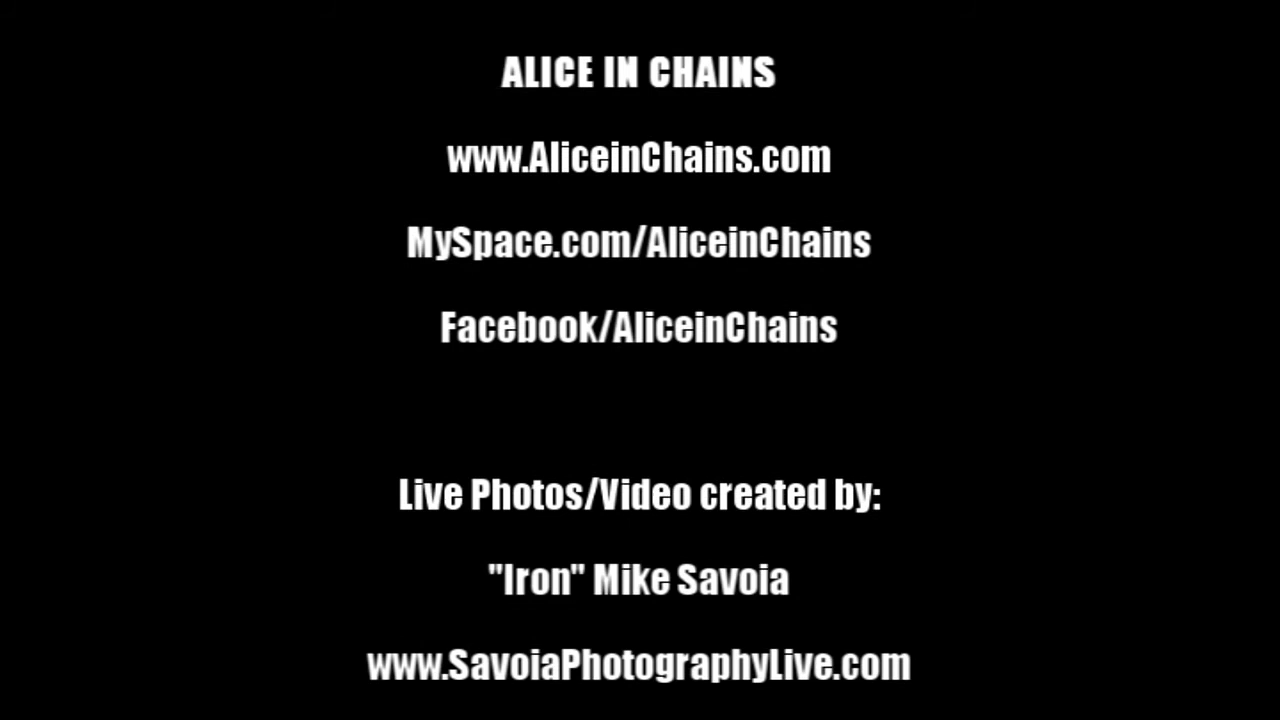 ALICE IN CHAINS
www.AliceinChains.com
MySpace.com/AliceinChains
Facebook/AliceinChains
Live Photos/Video created by:
"Iron" Mike Savoia
www.SavoiaPhotographyLive.com